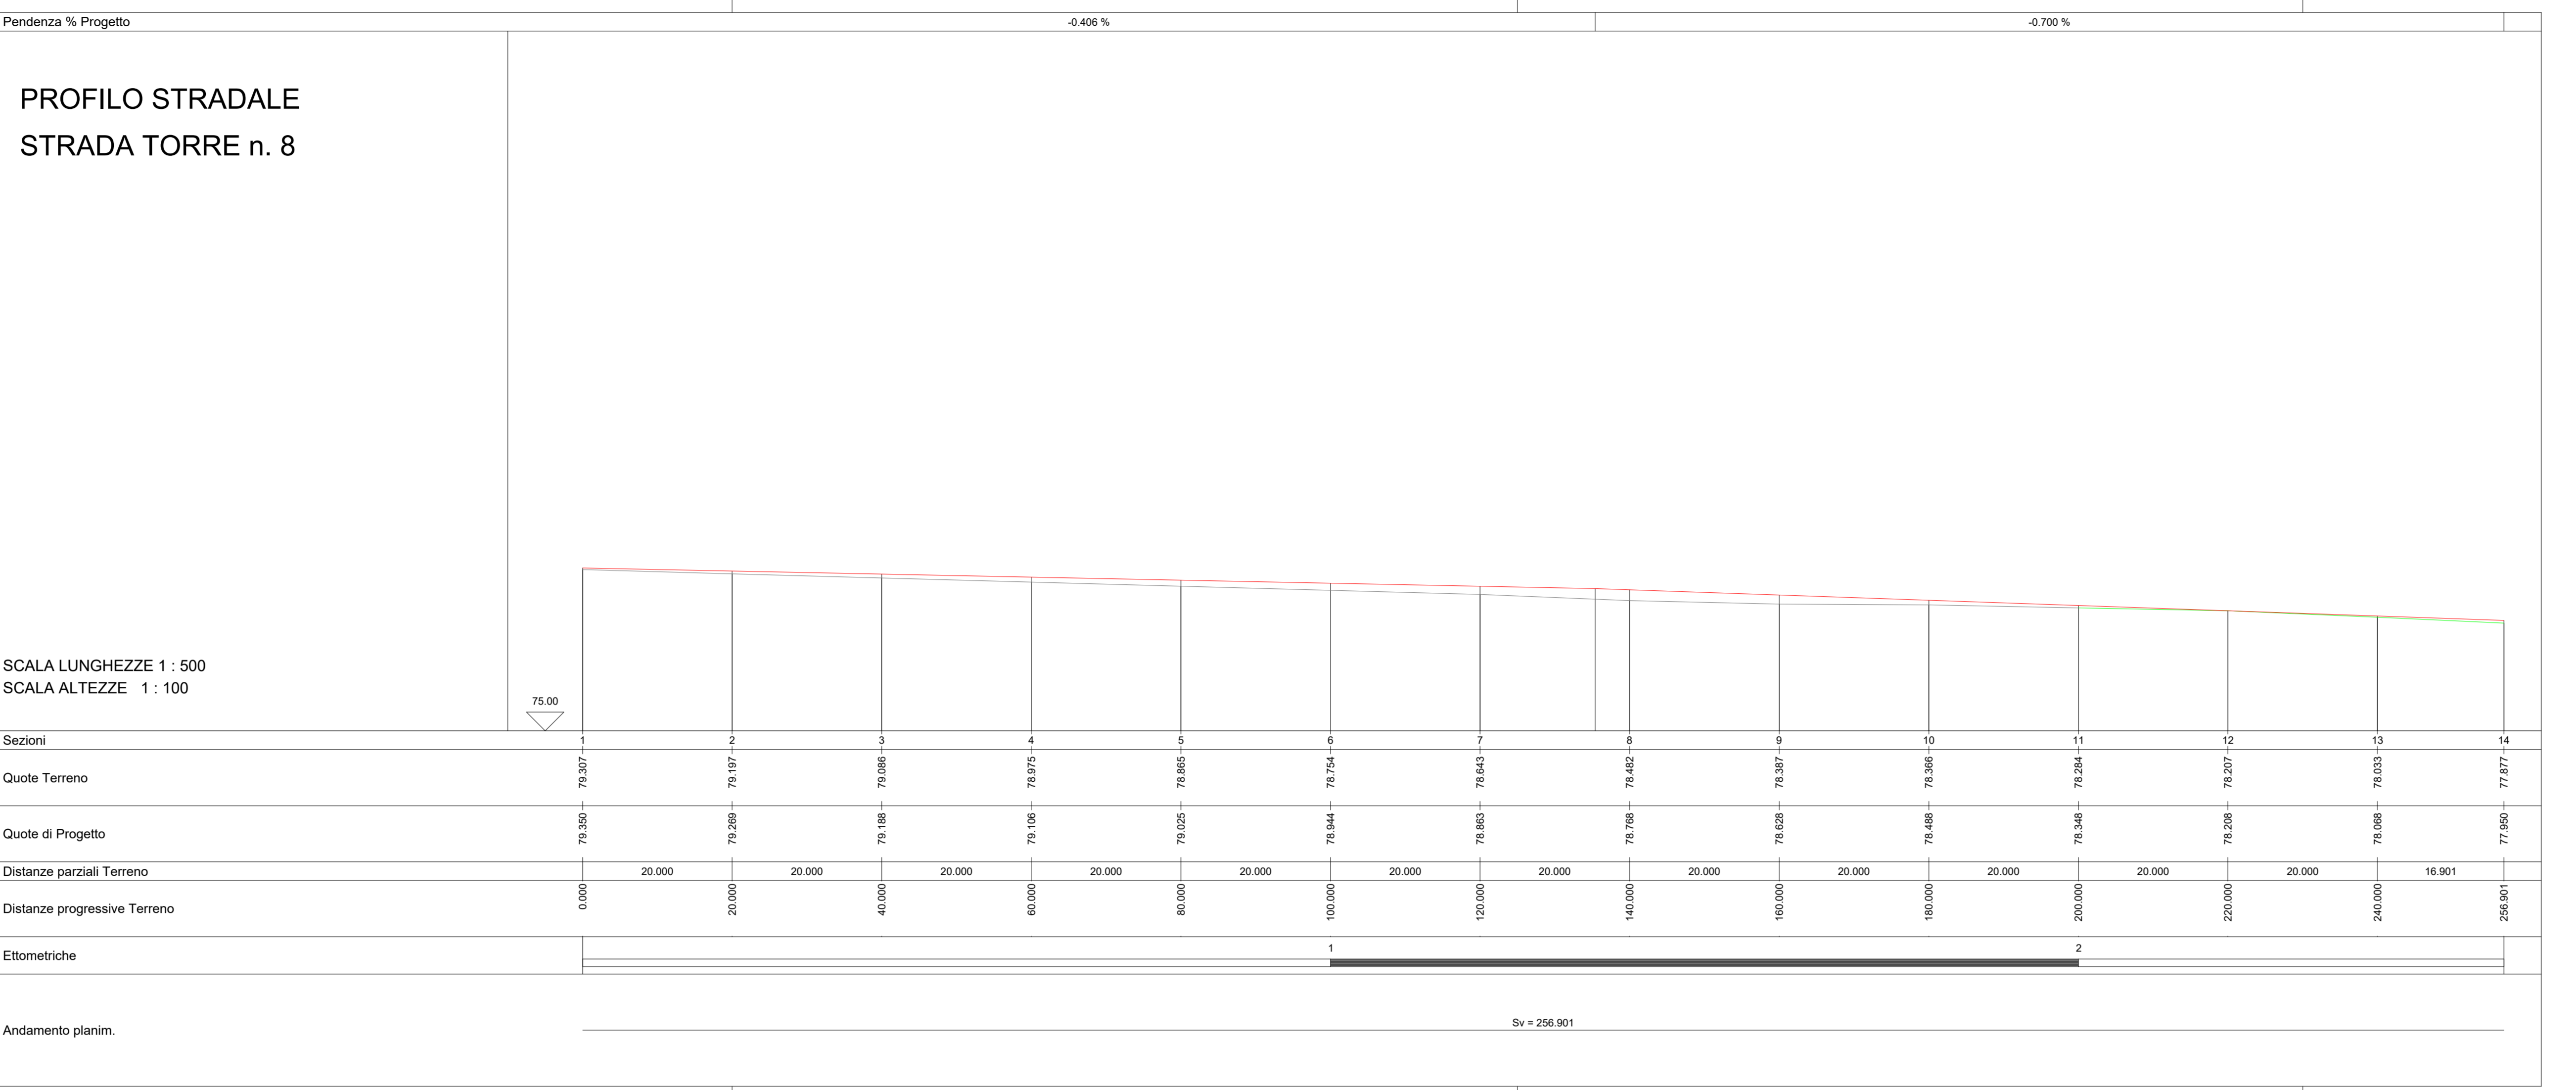 Pendenza % Progetto -0.406 % -0.700 %
PROFILO STRADALE
STRADA TORRE n. 8
SCALA LUNGHEZZE 1 : 500
SCALA ALTEZZE 1 : 100
75.00
Sezioni 1 2 3 4 5 6 7 8 9 10 11 12 13 14
Quote Terreno 79.307 79.197 79.086 78.975 78.865 78.754 78.643 78.482 78.387 78.366 78.284 78.207 78.033 77.877
Quote di Progetto 79.350 79.269 79.188 79.106 79.025 78.944 78.863 78.768 78.628 78.488 78.348 78.208 78.068 77.950
Distanze parziali Terreno 20.000 20.000 20.000 20.000 20.000 20.000 20.000 20.000 20.000 20.000 20.000 20.000 16.901
Distanze progressive Terreno 0.000 20.000 40.000 60.000 80.000 100.000 120.000 140.000 160.000 180.000 200.000 220.000 240.000 256.901
Ettometriche 1 2
Andamento planim. Sv = 256.901